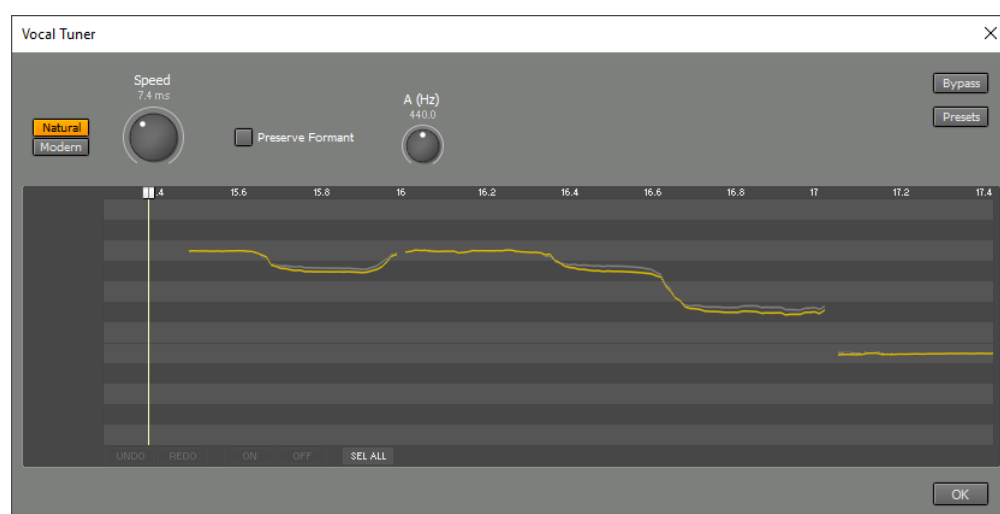 Vocal Tuner
Speed
7.4 ms
A (Hz)
440.0
Bypass
Presets
Natural
Modern
Preserve Formant
.4 15.6 15.8 16 16.2 16.4 16.6 16.8 17 17.2 17.4
UNDO REDO ON OFF SEL ALL
OK